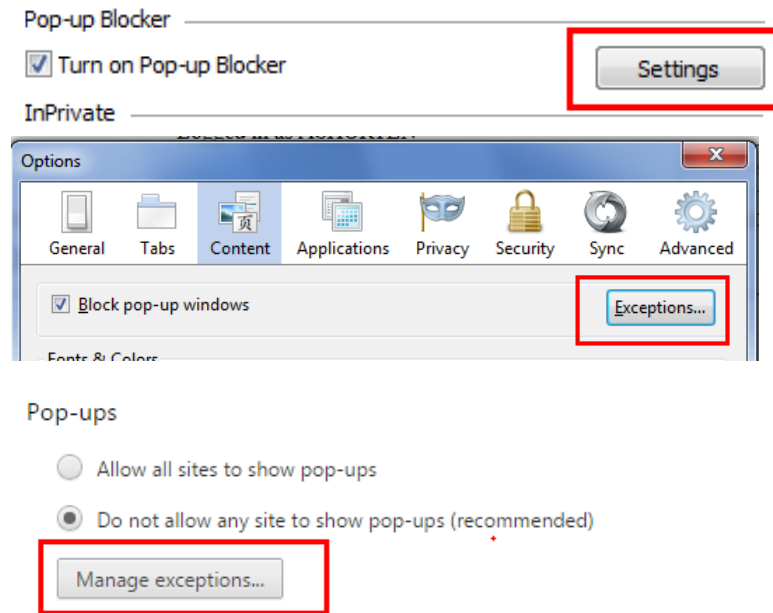 Pop-up Blocker
Turn on Pop-up Blocker
Settings
InPrivate
Options
General Tabs Content Applications Privacy Security Sync Advanced
Block pop-up windows
Exceptions...
Fonts & Colors
Pop-ups
Allow all sites to show pop-ups
Do not allow any site to show pop-ups (recommended)
Manage exceptions...